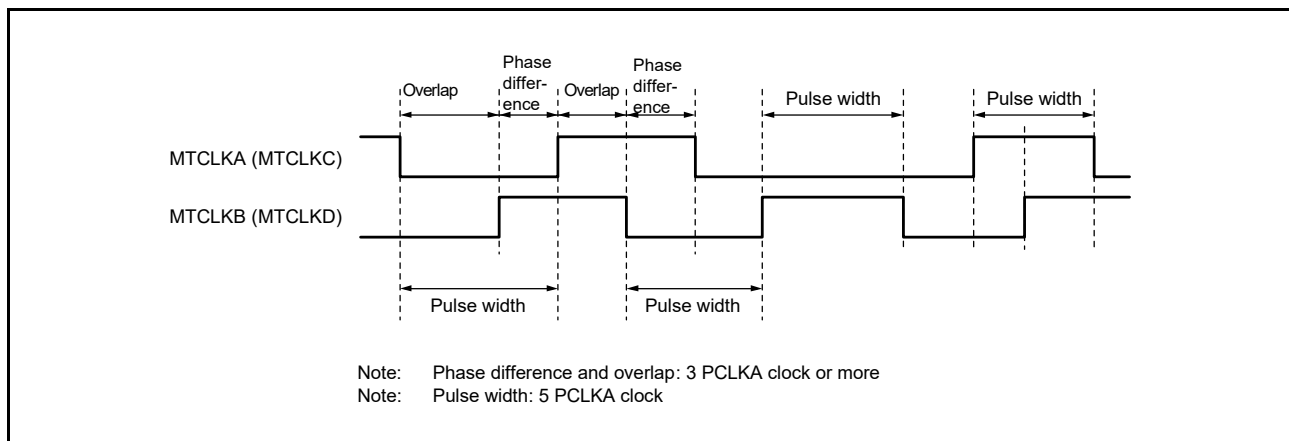 Overlap
Phase
differ-
ence
Overlap
Phase
differ-
ence
Pulse width
Pulse width
MTCLKA (MTCLKC)
MTCLKB (MTCLKD)
Pulse width
Pulse width
Note: Phase difference and overlap: 3 PCLKA clock or more
Note: Pulse width: 5 PCLKA clock